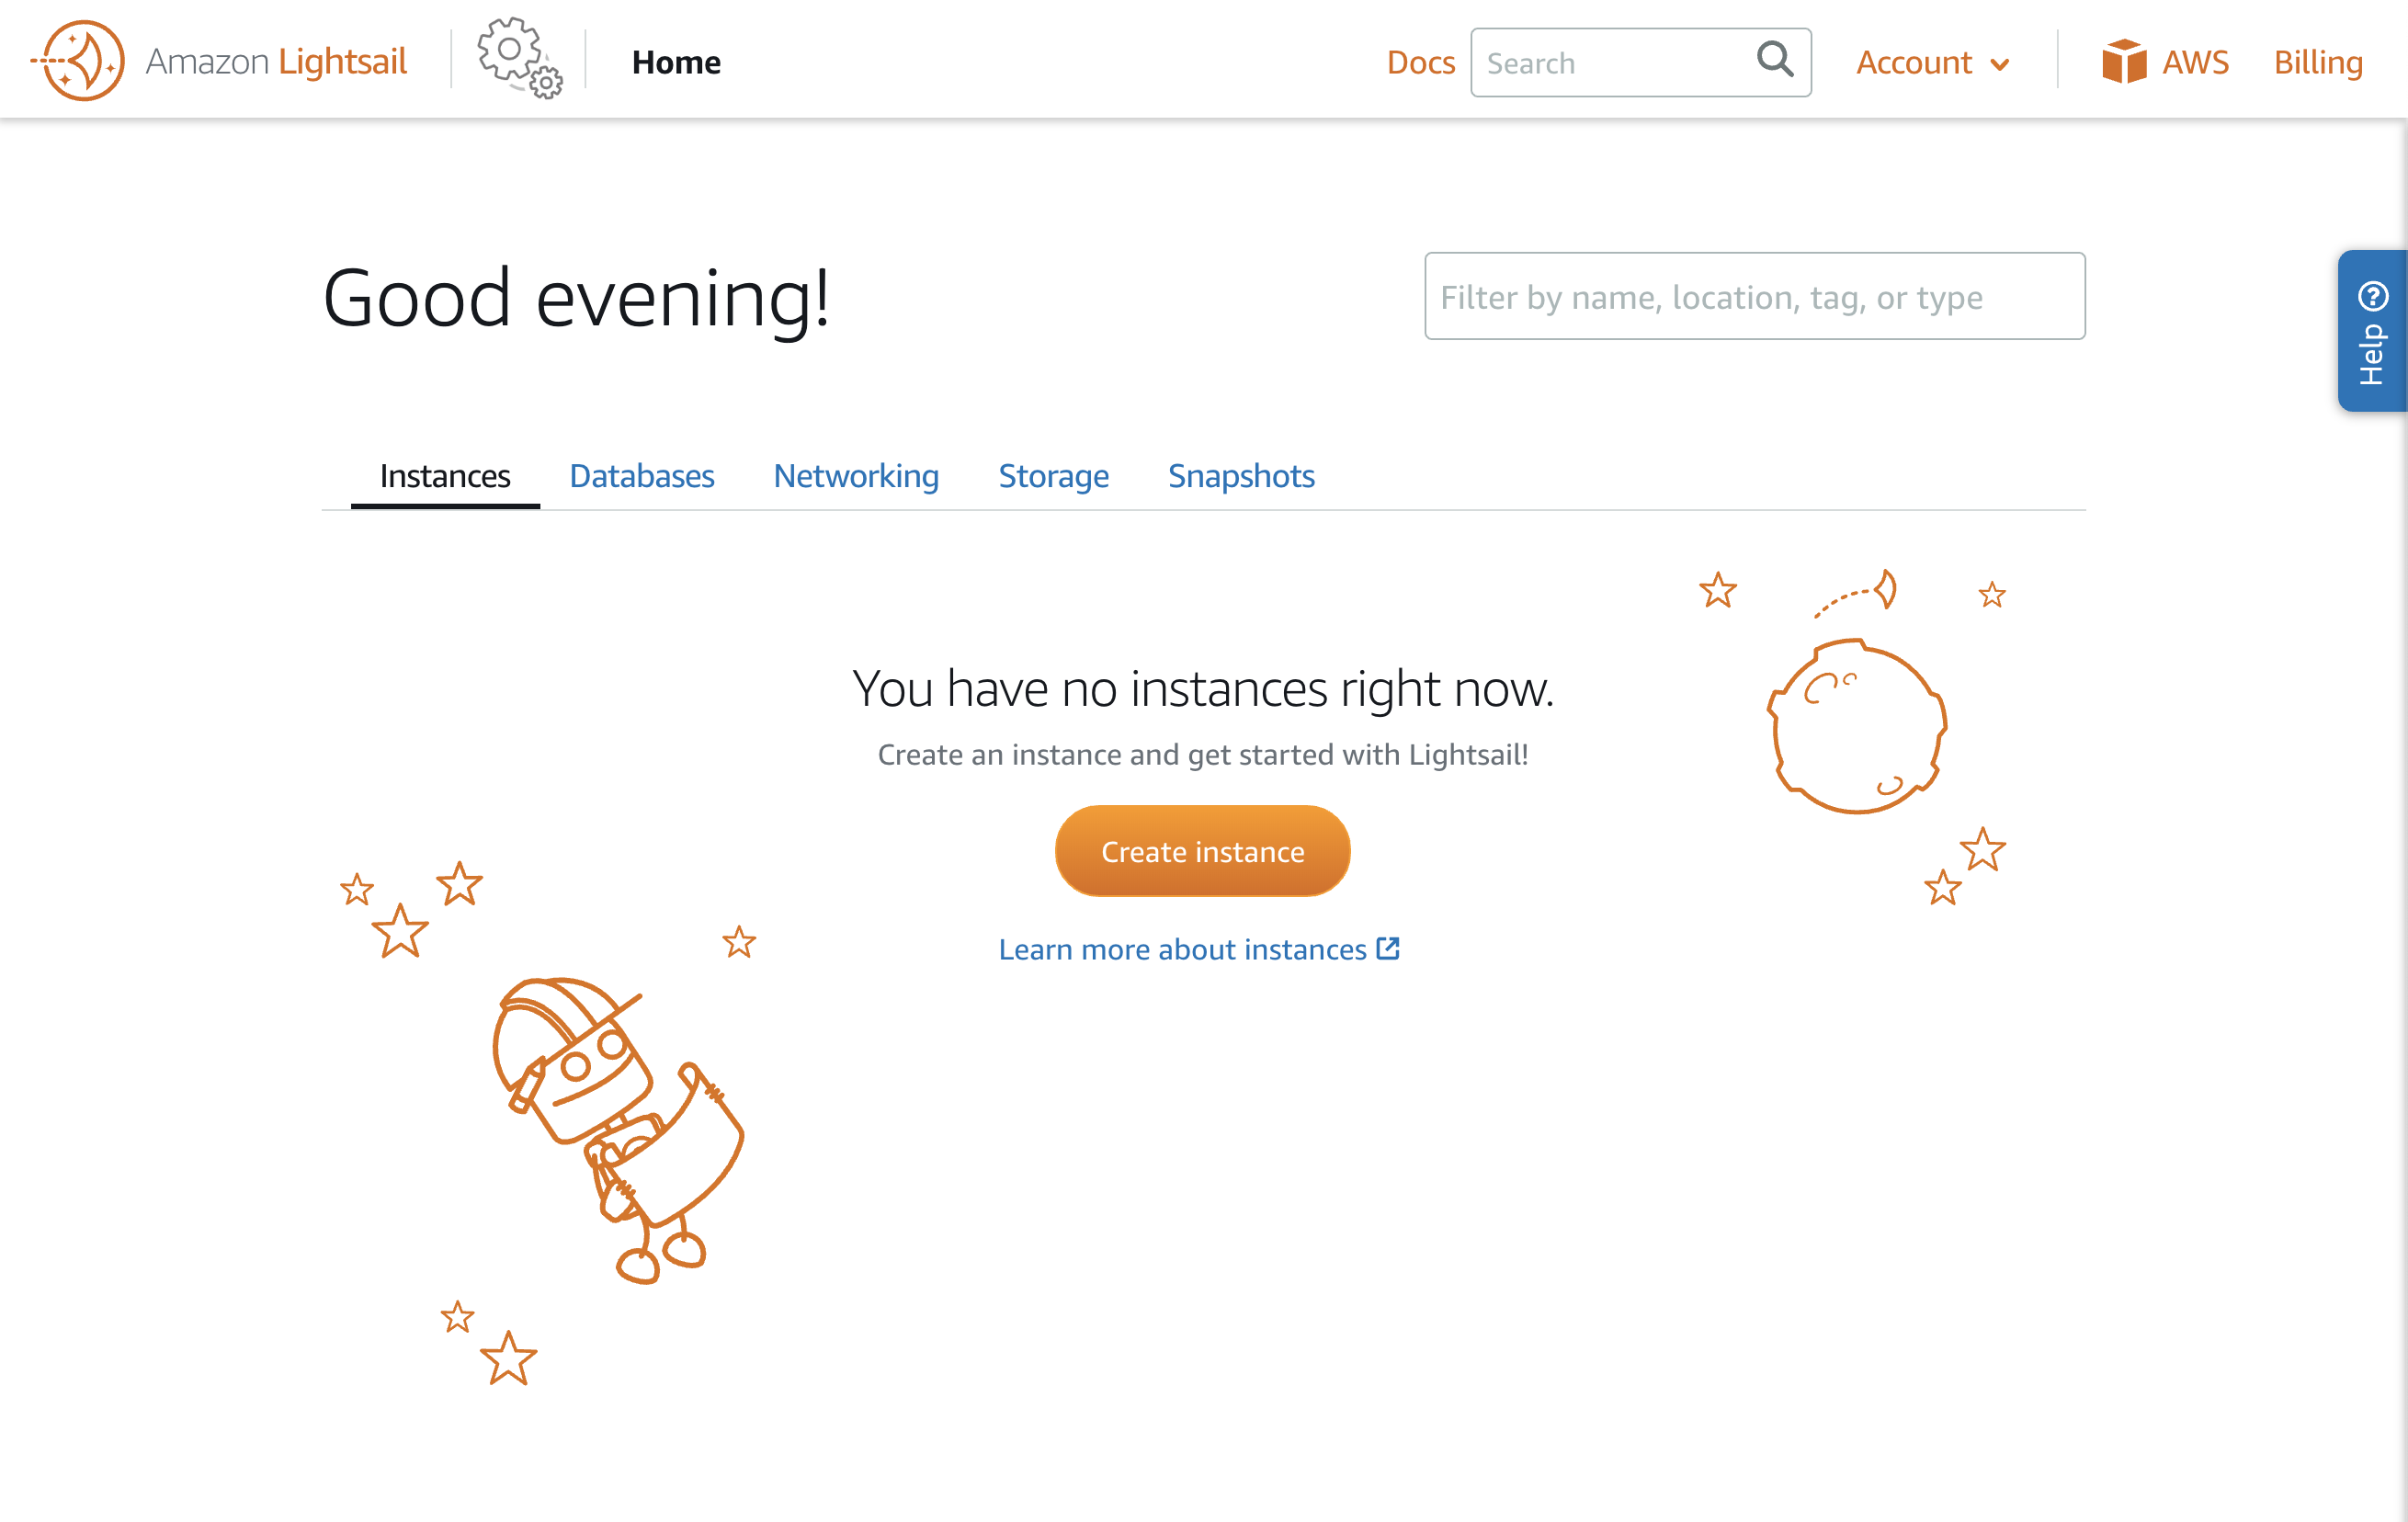 Amazon Lightsail
Home
Docs
Search
Account
AWS
Billing
Good evening!
Filter by name, location, tag, or type
Help
Instances
Databases
Networking
Storage
Snapshots
You have no instances right now.
Create an instance and get started with Lightsail!
Create instance
Learn more about instances